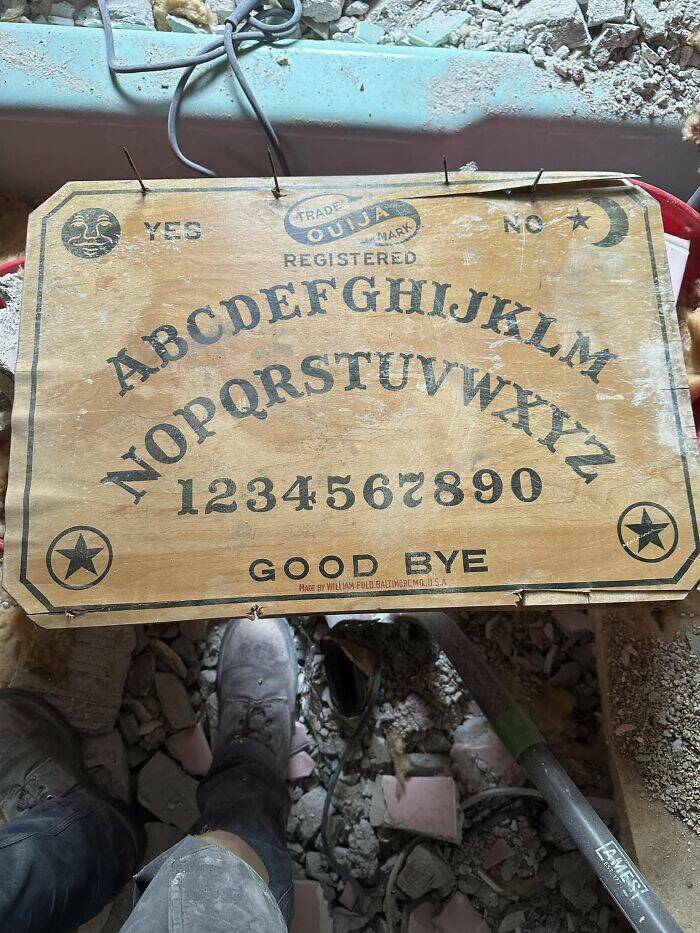 YES
TRADE
OUIJA
MARK
NO
REGISTERED
ABCDEFGHIJKLM
NOPQRSTUVWXYZ
1234567890
GOOD BYE
MADE BY WILLIAM FULD. BALTIMORE. MD. U.S.A
AMES